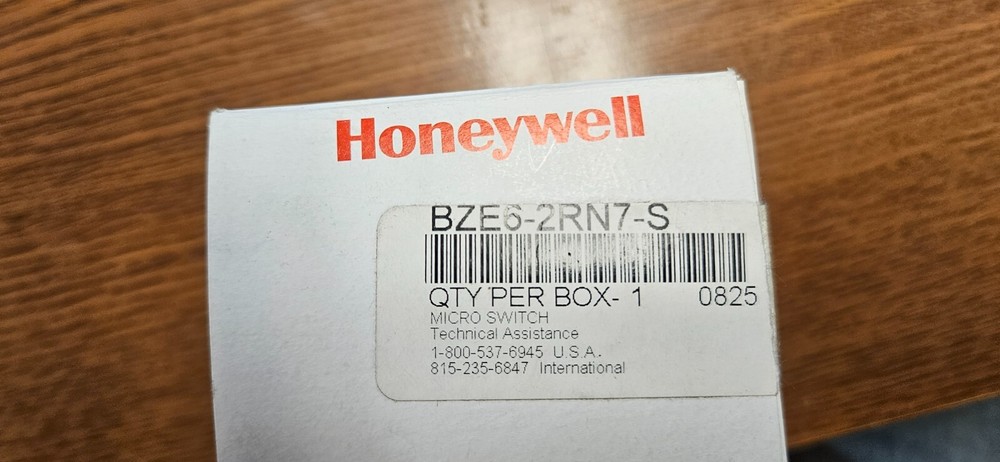 Honeywell
BZE6-2RN7-S
QTY PER BOX- 1 0825
MICRO SWITCH
Technical Assistance
1-800-537-6945 U.S.A.
815-235-6847 International